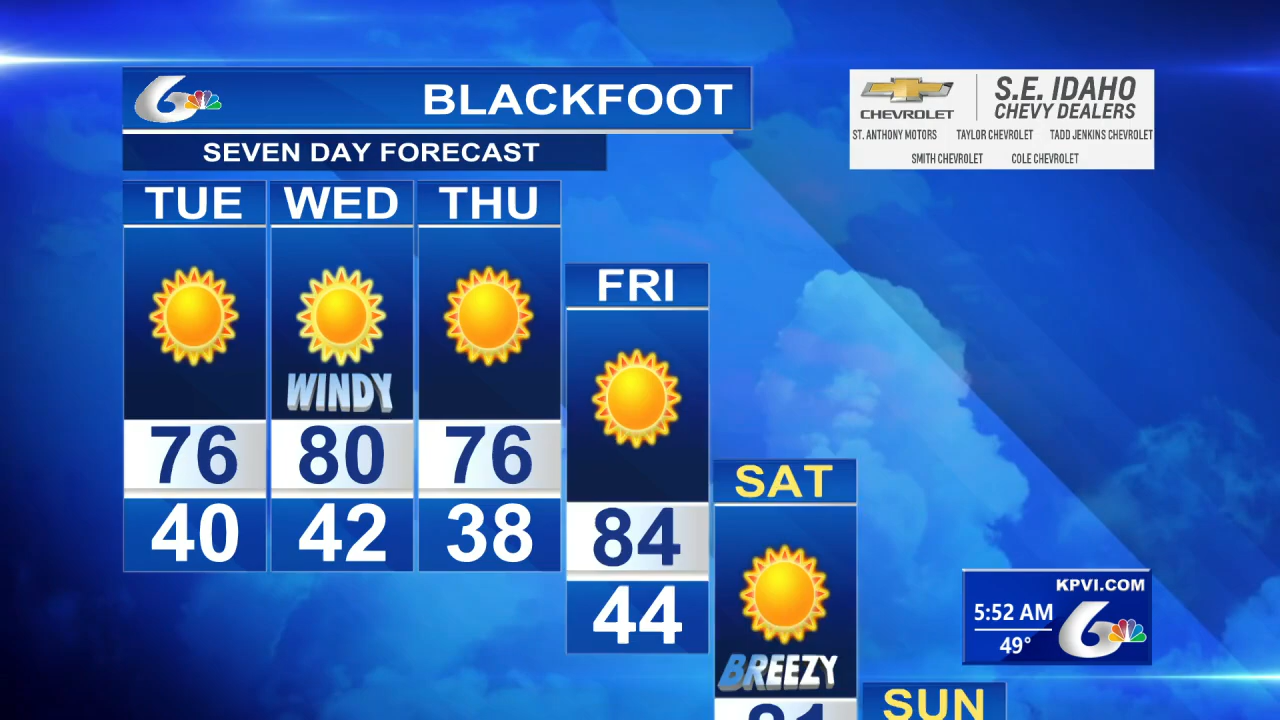 6
BLACKFOOT
SEVEN DAY FORECAST
CHEVROLET
S.E. IDAHO
CHEVY DEALERS
ST. ANTHONY MOTORS TAYLOR CHEVROLET TADD JENKINS CHEVROLET
SMITH CHEVROLET COLE CHEVROLET
TUE
76
40
WED
WINDY
80
42
THU
76
38
FRI
84
44
SAT
BREEZY
SUN
KPVI.COM
5:52 AM
49°
6